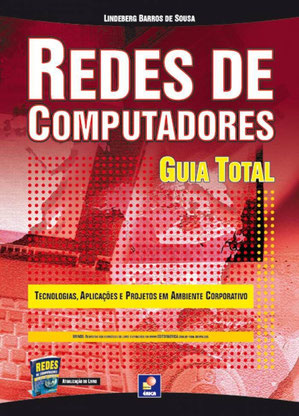 LINDEBERG BARROS DE SOUSA
REDES DE
COMPUTADORES
GUIA TOTAL
TECNOLOGIAS, APLICAÇÕES E PROJETOS EM AMBIENTE CORPORATIVO
REDES
ATUALIZAÇÃO DO LIVRO
érica